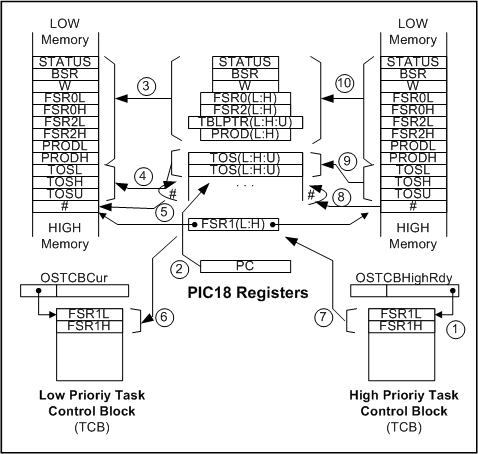 LOW
Memory
STATUS
BSR
W
FSR0L
FSR0H
FSR2L
FSR2H
PRODL
PRODH
TOSL
TOSH
TOSU
#
HIGH
Memory
3
4
5
STATUS
BSR
W
FSR0(L:H)
FSR2(L:H)
TBLPTR(L:H:U)
PROD(L:H)
TOS(L:H:U)
TOS(L:H:U)
. . .
#
#
FSR1(L:H)
2
PC
PIC18 Registers
10
9
8
LOW
Memory
STATUS
BSR
W
FSR0L
FSR0H
FSR2L
FSR2H
PRODL
PRODH
TOSL
TOSH
TOSU
#
HIGH
Memory
OSTCBCur
FSR1L
FSR1H
6
Low Prioriy Task
Control Block
(TCB)
OSTCBHighRdy
7
FSR1L
FSR1H
1
High Prioriy Task
Control Block
(TCB)